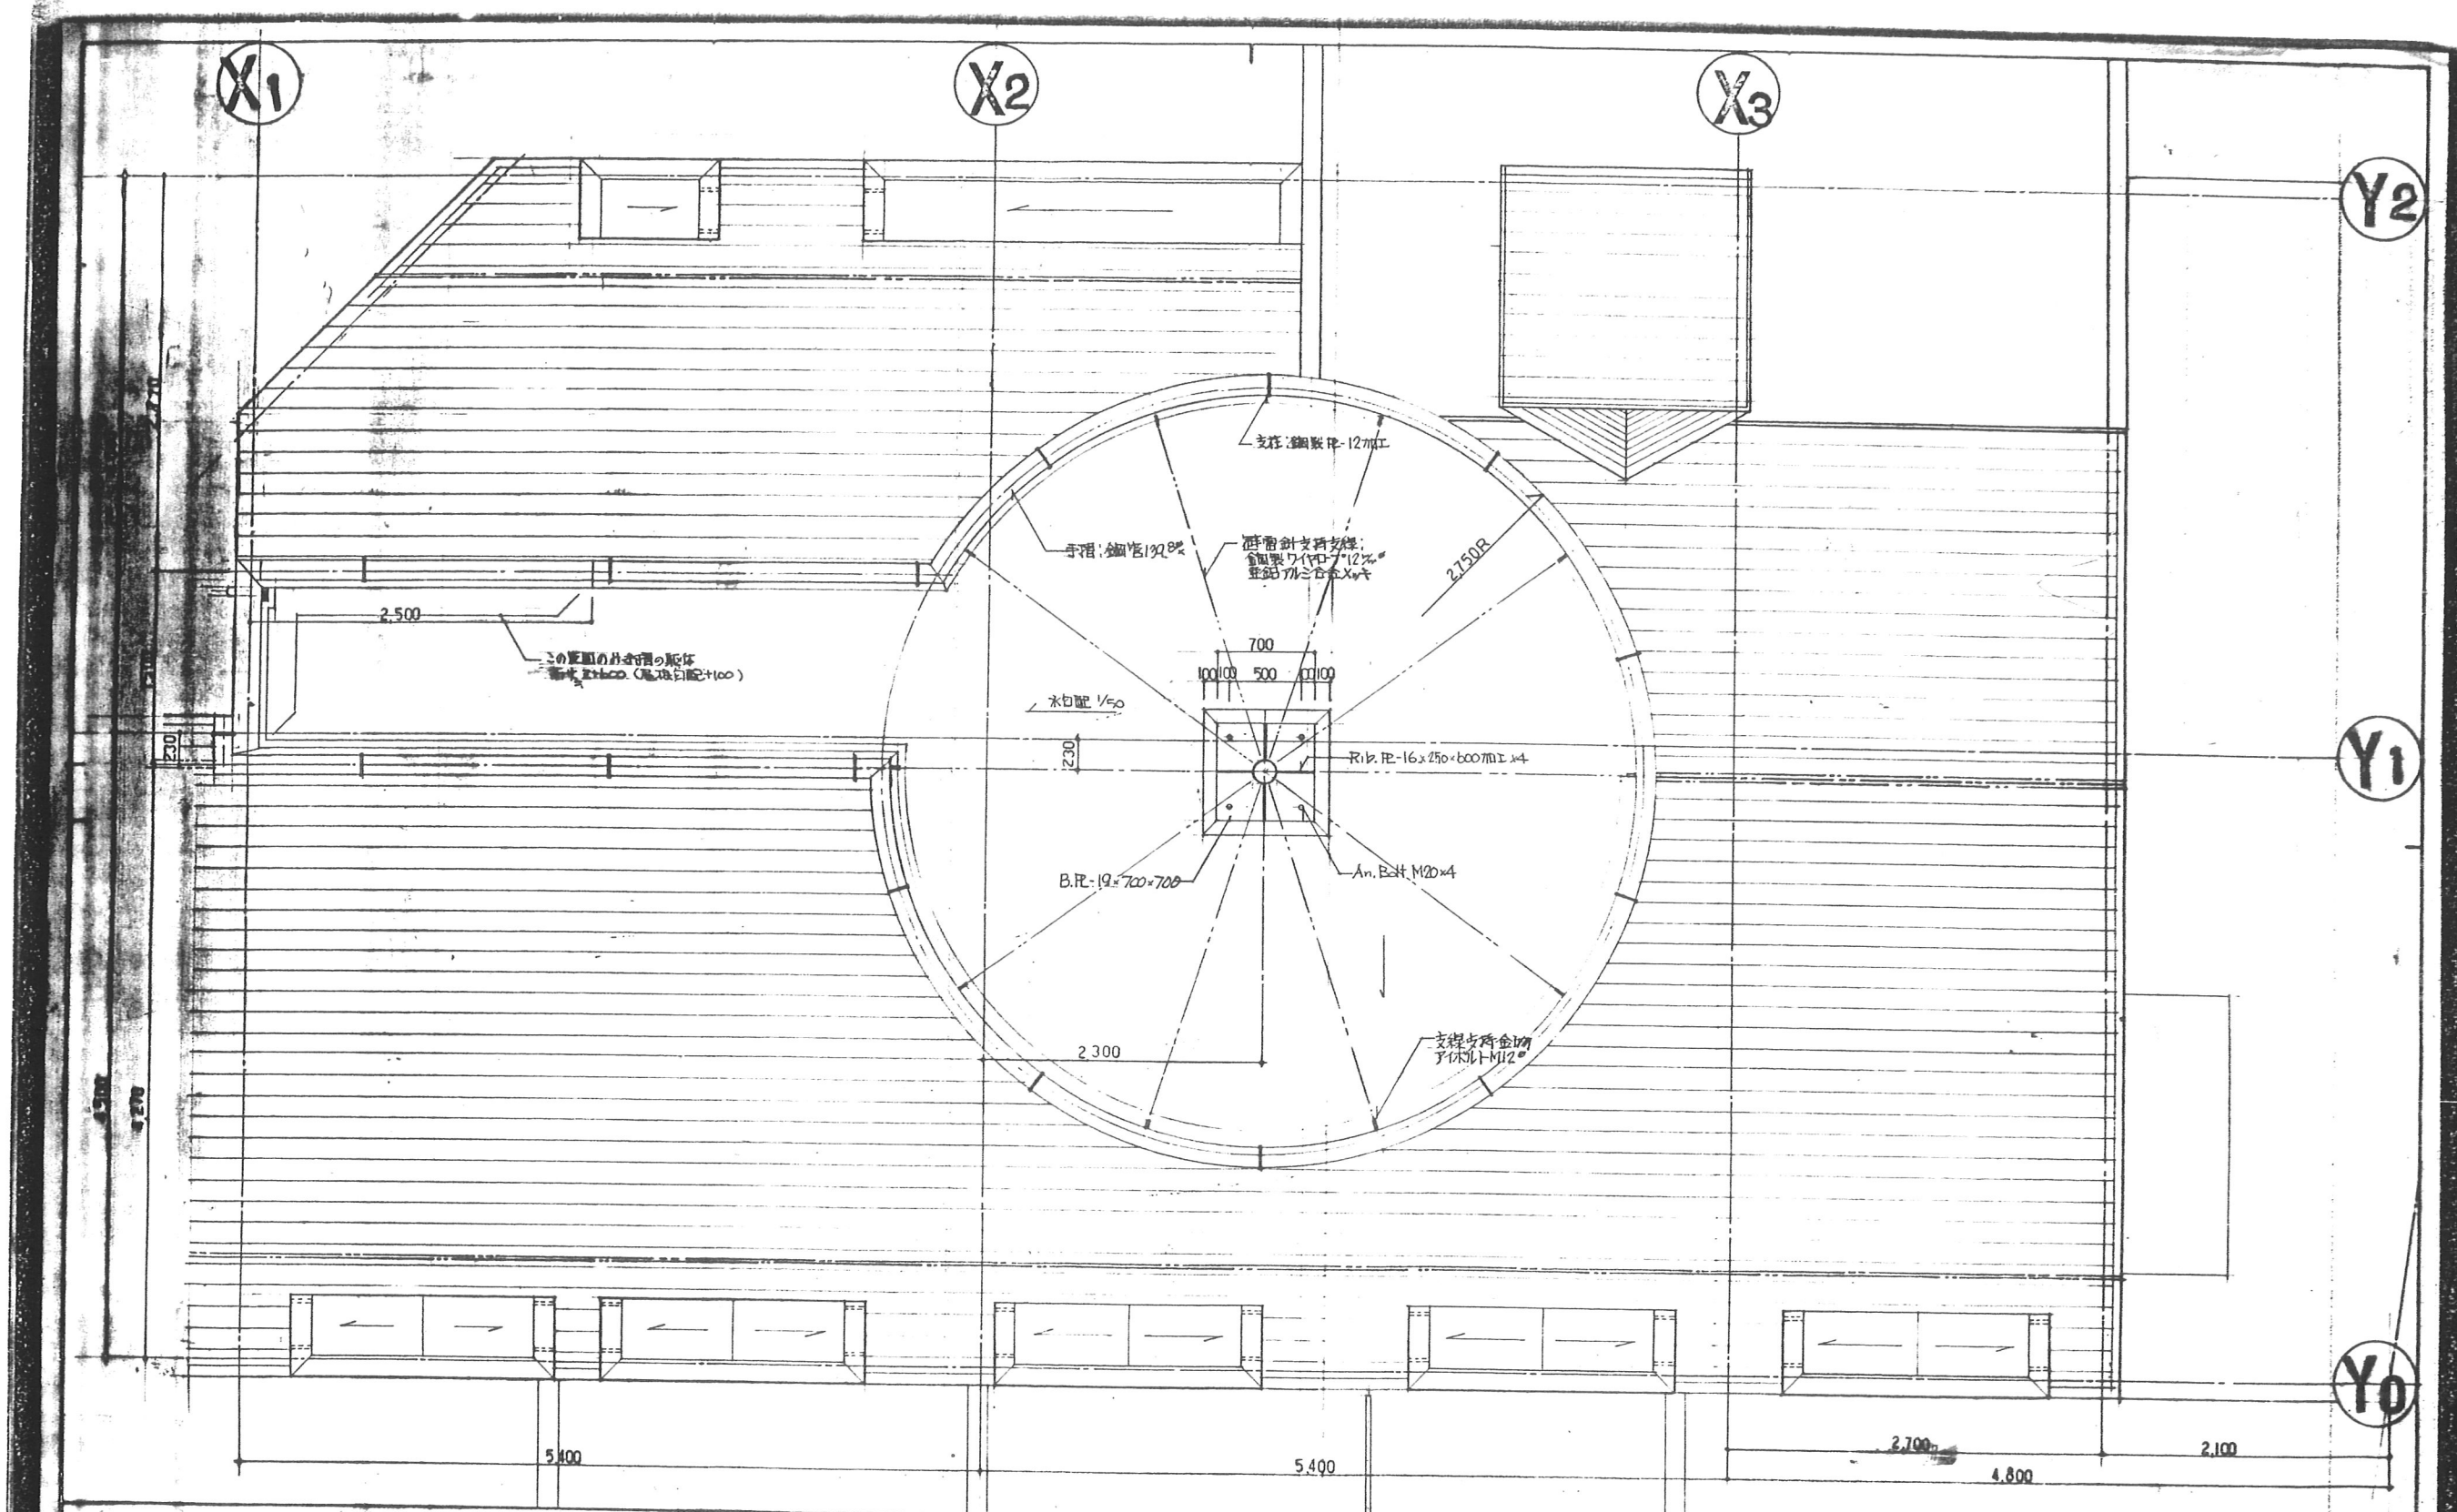 X1
X2
X3
Y2
支柱:鋼製PL-12加工
手摺:鋼管139.8
避雷針支持支線:
鋼製ワイヤロープ12
亜鉛アルミ合金メッキ
2,750R
2,500
700
100 100 500 100 100
水勾配 1/50
230
230
Rib.PL-16×250×600加工×4
Y1
B.PL-19×700×700
An.Bolt M20×4
支線支持金物
アイボルトM12
2,300
Y0
5,400
5,400
2,700
2,100
4,800